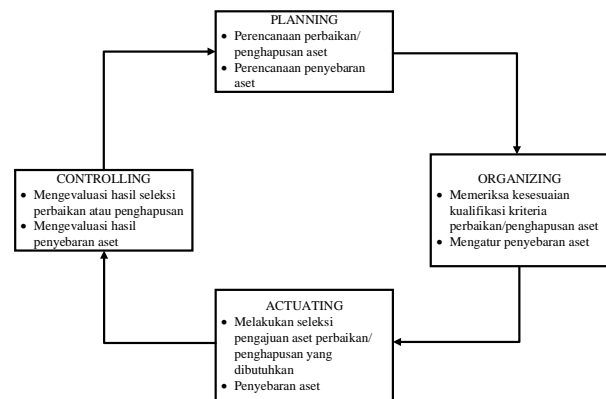 PLANNING
• Perencanaan perbaikan/
penghapusan aset
• Perencanaan penyebaran
aset
CONTROLLING
• Mengevaluasi hasil seleksi
perbaikan atau penghapusan
• Mengevaluasi hasil
penyebaran aset
ORGANIZING
• Memeriksa kesesuaian
kualifikasi kriteria
perbaikan/penghapusan aset
• Mengatur penyebaran aset
ACTUATING
• Melakukan seleksi
pengajuan aset perbaikan/
penghapusan yang
dibutuhkan
• Penyebaran aset